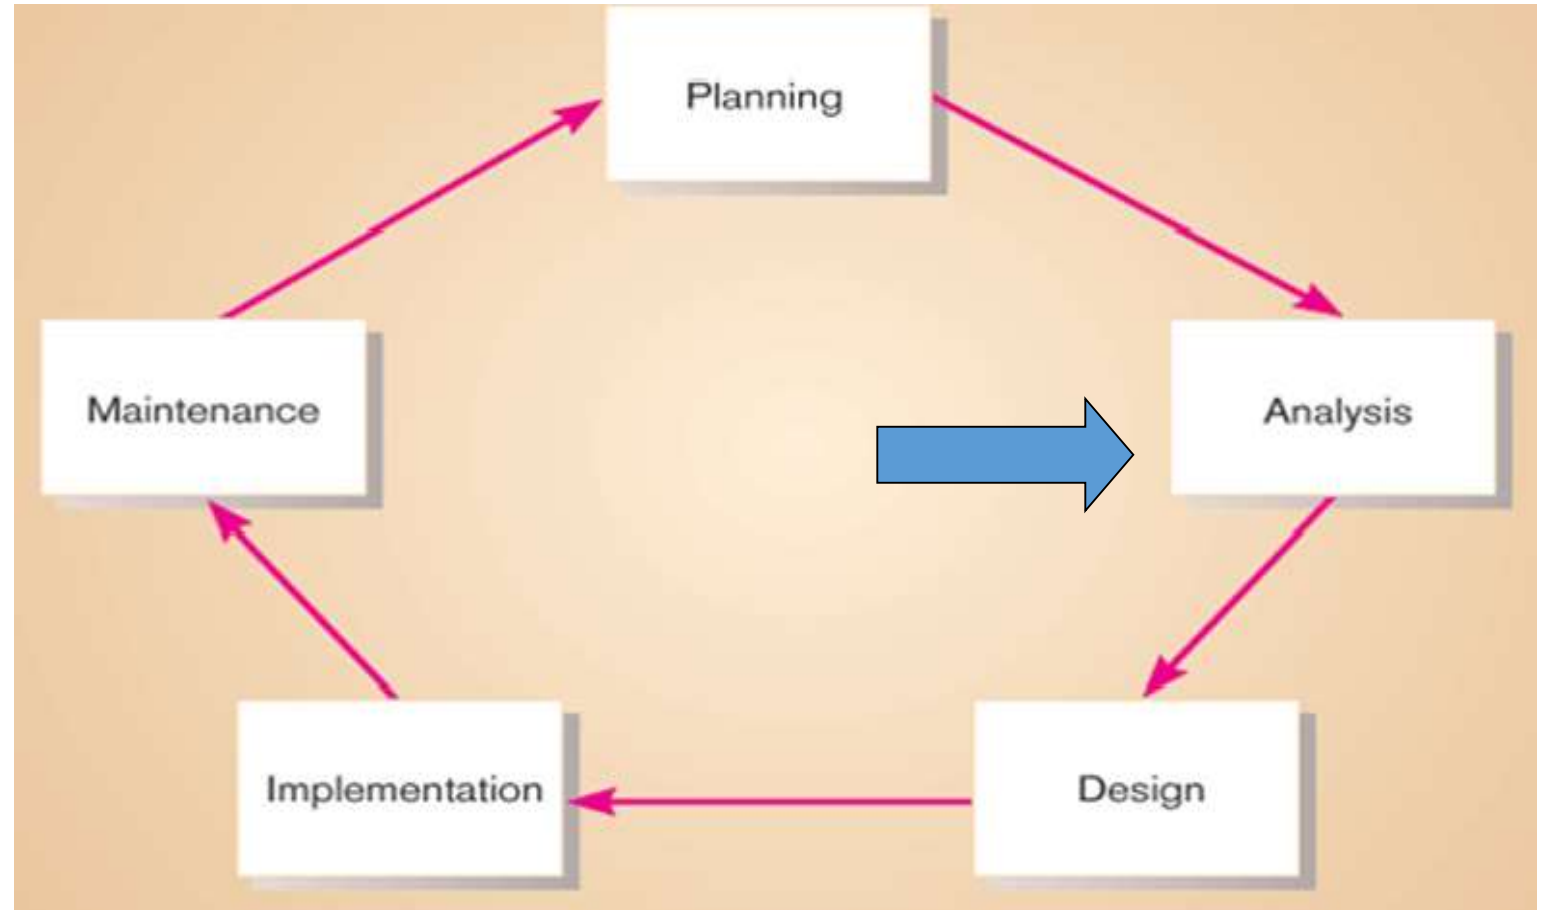 Planning
Maintenance
Analysis
Implementation
Design